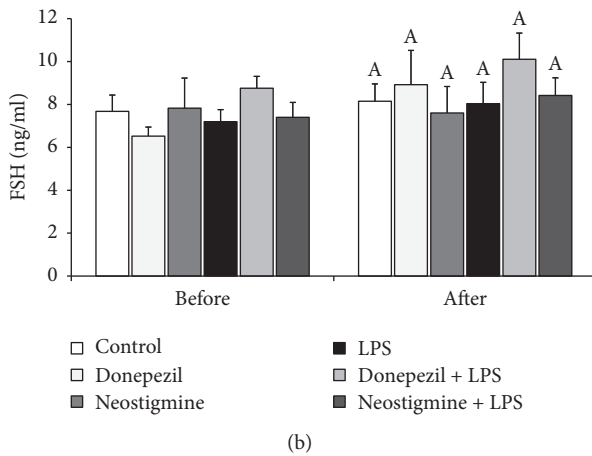 12
10
8
6
4
2
0
FSH (ng/ml)
A A A A A A
Before After
Control
Donepezil
Neostigmine
LPS
Donepezil + LPS
Neostigmine + LPS
(b)